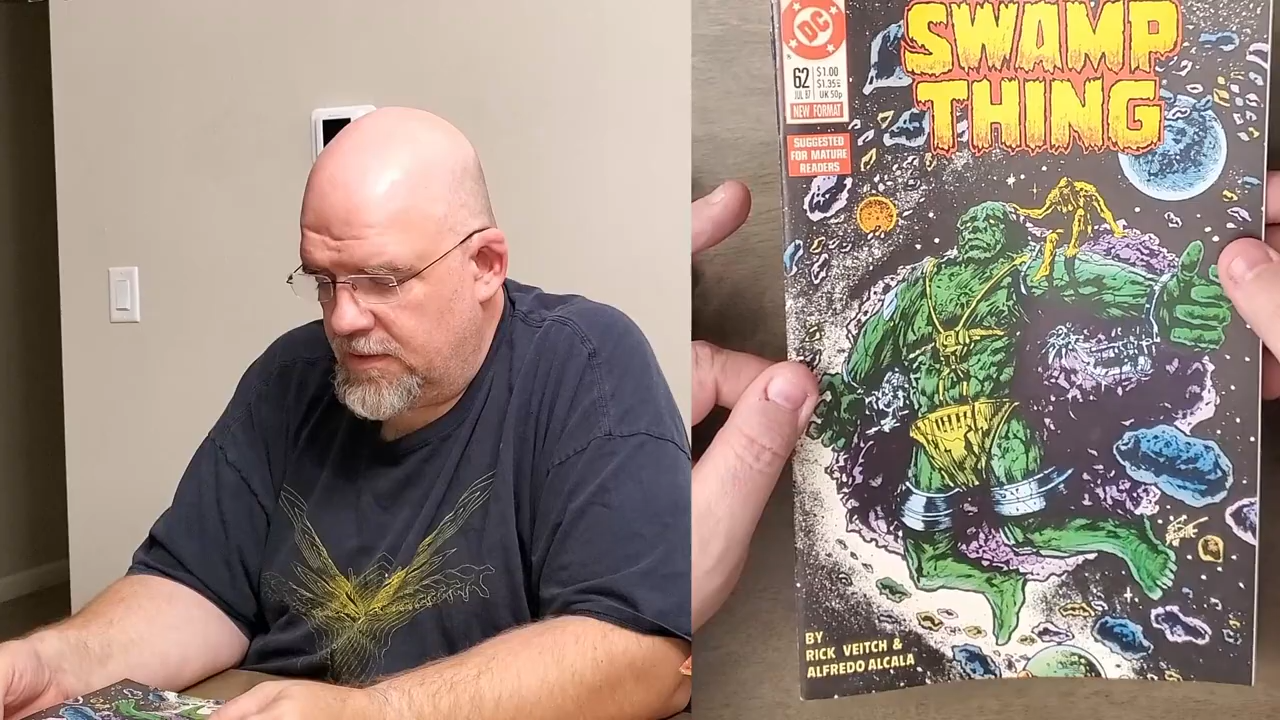 SWAMP
THING
DC
62
JUL 87
$1.00
$1.35
UK 50p
NEW FORMAT
SUGGESTED
FOR MATURE
READERS
BY
RICK VEITCH &
ALFREDO ALCALA